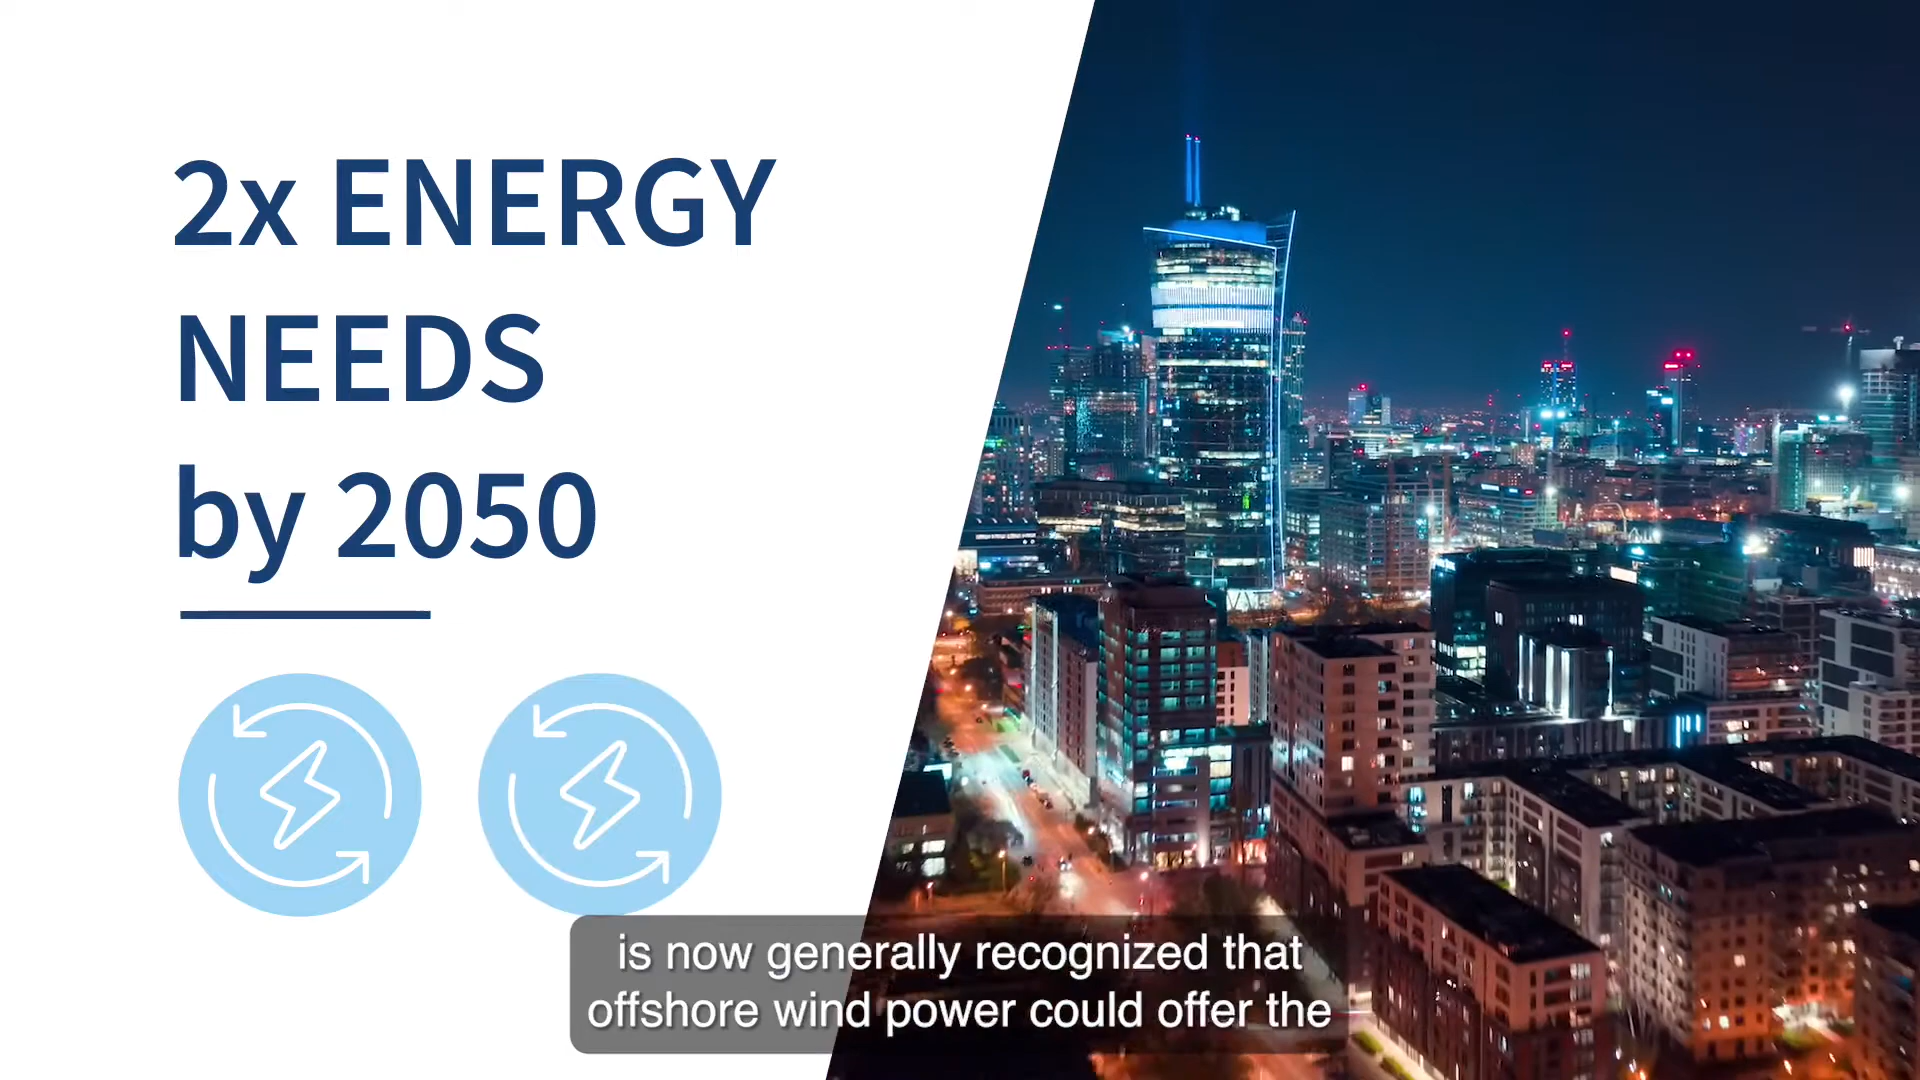 2x ENERGY
NEEDS
by 2050
is now generally recognized that
offshore wind power could offer the